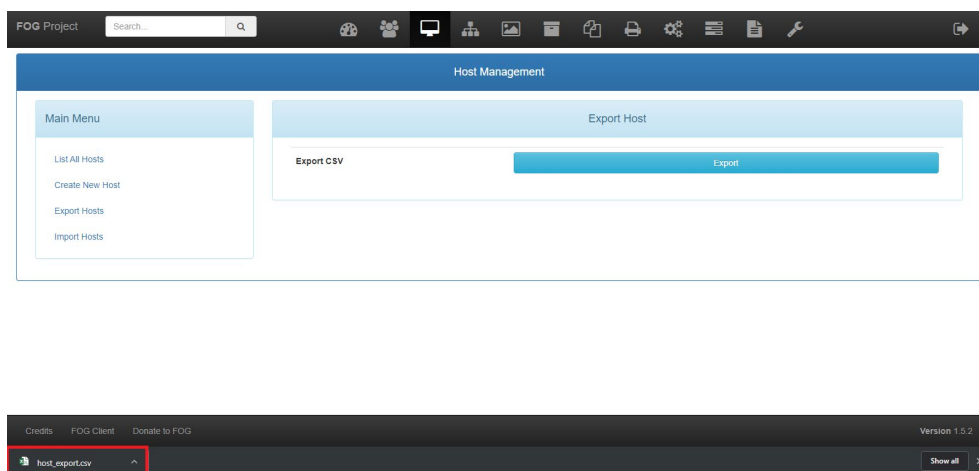 FOG Project Search...
Host Management
Main Menu
Export Host
List All Hosts
Export CSV
Export
Create New Host
Export Hosts
Import Hosts
Credits FOG Client Donate to FOG Version 1.5.2
host_export.csv Show all